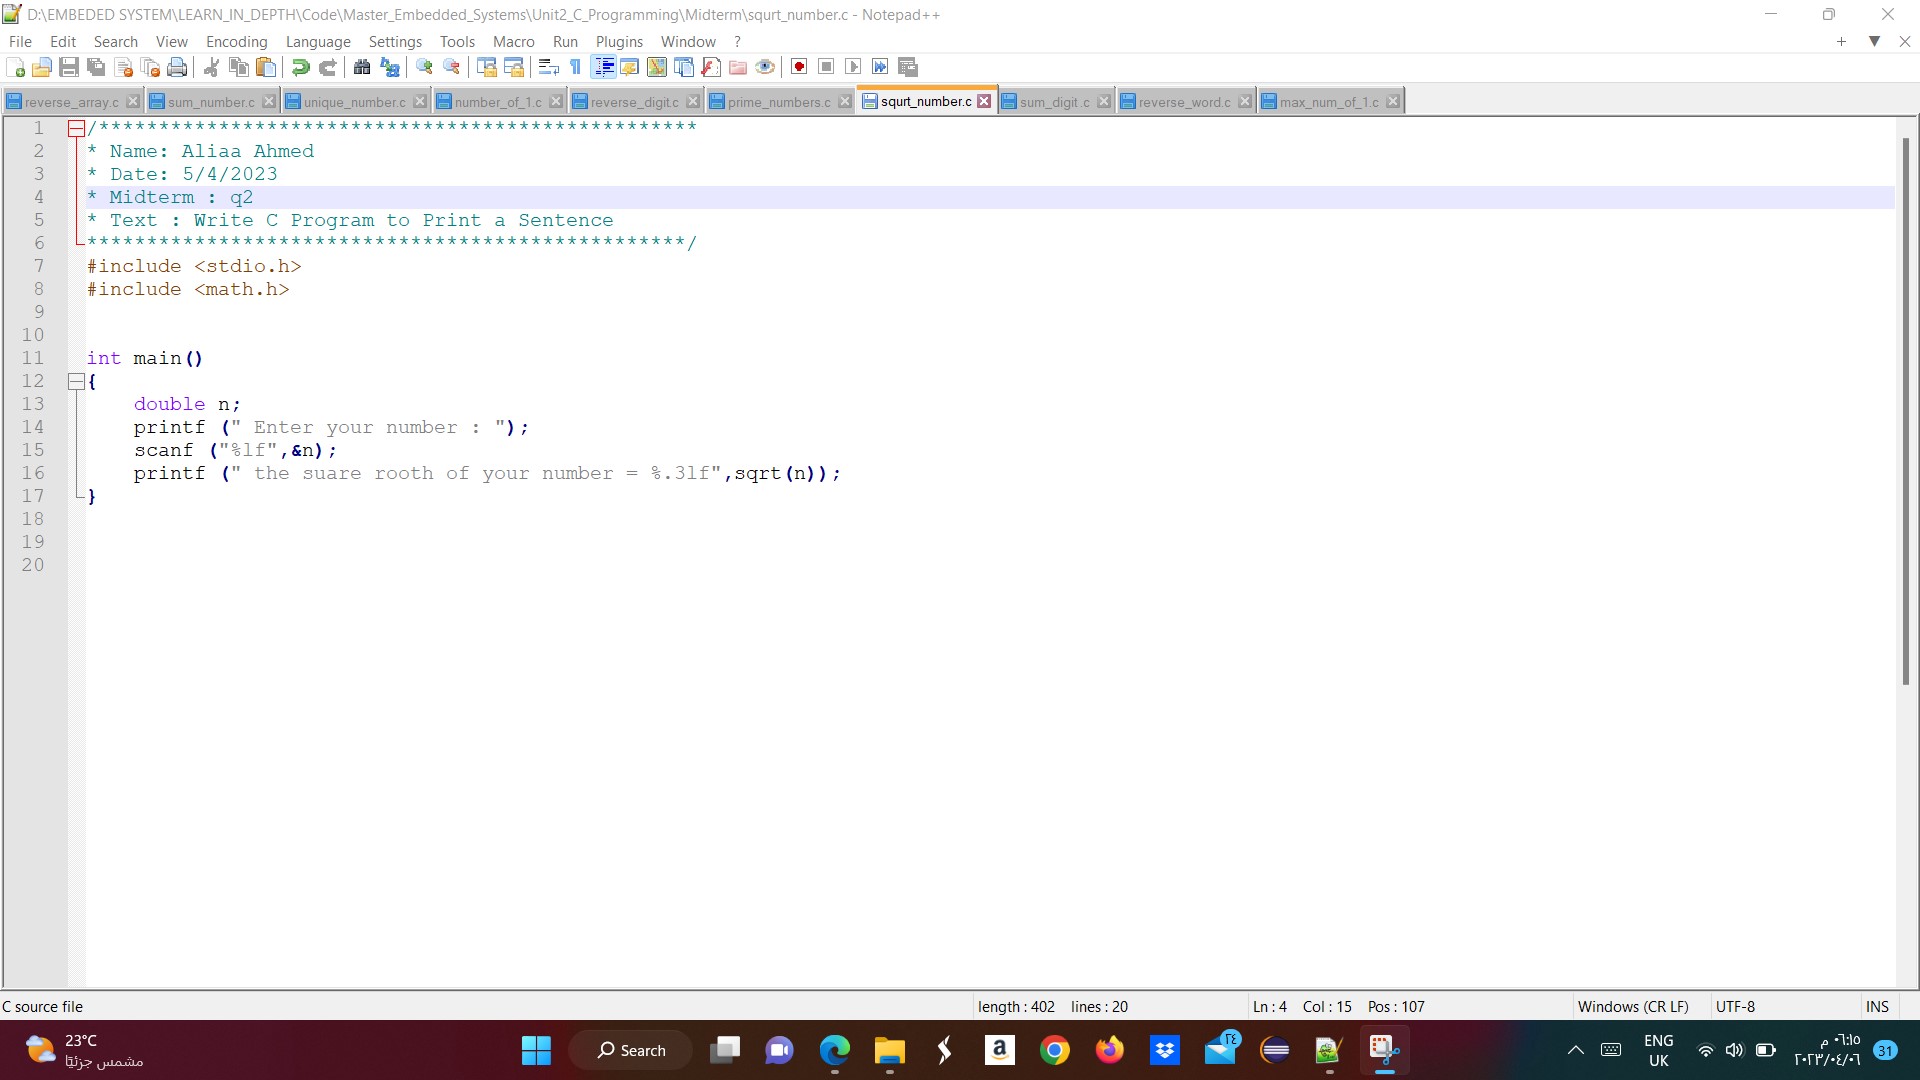 D:\EMBEDED SYSTEM\LEARN_IN_DEPTH\Code\Master_Embedded_Systems\Unit2_C_Programming\Midterm\squrt_number.c - Notepad++
File Edit Search View Encoding Language Settings Tools Macro Run Plugins Window ?
reverse_array.c sum_number.c unique_number.c number_of_1.c reverse_digit.c prime_numbers.c squrt_number.c sum_digit.c reverse_word.c max_num_of_1.c
1 /**************************************************
2 * Name: Aliaa Ahmed
3 * Date: 5/4/2023
4 * Midterm : q2
5 * Text : Write C Program to Print a Sentence
6 **************************************************/
7 #include <stdio.h>
8 #include <math.h>
9
10
11 int main()
12 {
13 double n;
14 printf (" Enter your number : ");
15 scanf ("%lf",&n);
16 printf (" the suare rooth of your number = %.3lf",sqrt(n));
17 }
18
19
20
C source file length : 402 lines : 20 Ln : 4 Col : 15 Pos : 107 Windows (CR LF) UTF-8 INS
23°C
مشمس جزئيًا
Search
a
٢٤
ENG
UK
٠٦:١٥ م
٢٠٢٣/٠٤/٠٦
31